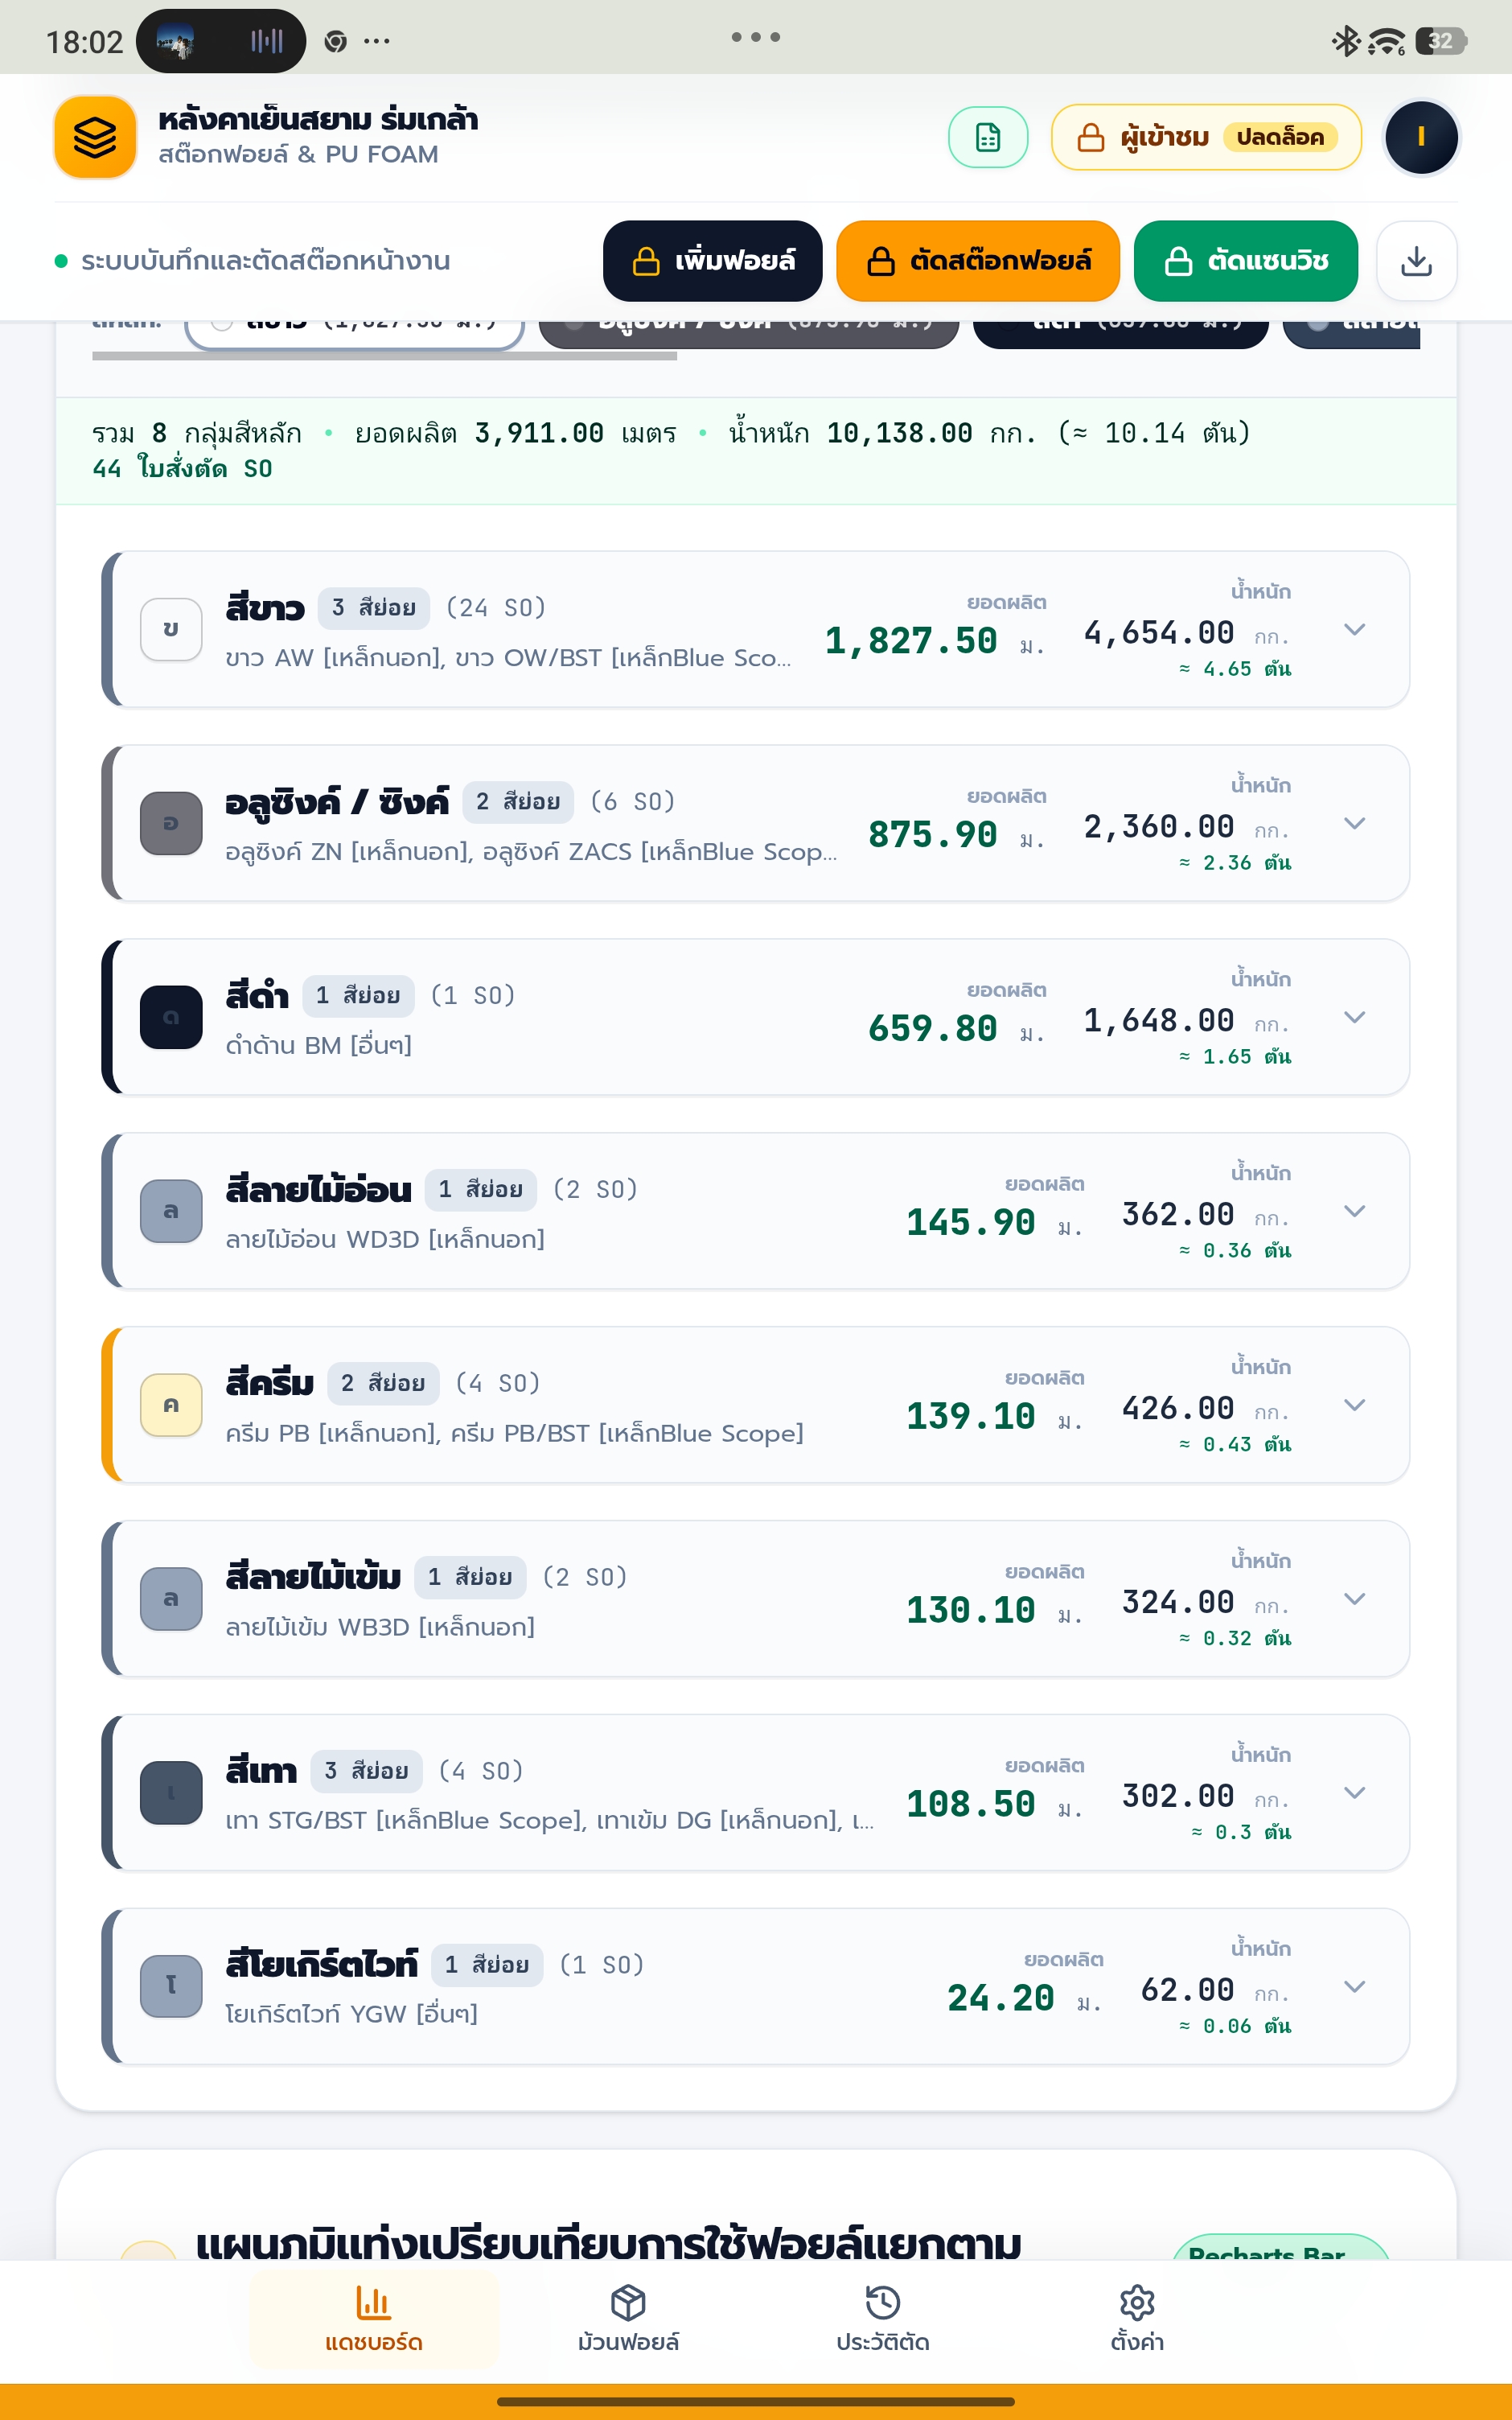 18:02
32
หลังคาเย็นสยาม ร่มเกล้า
สต๊อกฟอยล์ & PU FOAM
ผู้เข้าชม ปลดล็อค
I
ระบบบันทึกและตัดสต๊อกหน้างาน
เพิ่มฟอยล์ ตัดสต๊อกฟอยล์ ตัดแซนวิช
รวม 8 กลุ่มสีหลัก • ยอดผลิต 3,911.00 เมตร • น้ำหนัก 10,138.00 กก. (≈ 10.14 ตัน)
44 ใบสั่งตัด SO
ข
สีขาว 3 สีย่อย (24 SO)
ขาว AW [เหล็กนอก], ขาว OW/BST [เหล็กBlue Sco...
ยอดผลิต
1,827.50 ม.
น้ำหนัก
4,654.00 กก.
≈ 4.65 ตัน
อ
อลูซิงค์ / ซิงค์ 2 สีย่อย (6 SO)
อลูซิงค์ ZN [เหล็กนอก], อลูซิงค์ ZACS [เหล็กBlue Scop...
ยอดผลิต
875.90 ม.
น้ำหนัก
2,360.00 กก.
≈ 2.36 ตัน
ด
สีดำ 1 สีย่อย (1 SO)
ดำด้าน BM [อื่นๆ]
ยอดผลิต
659.80 ม.
น้ำหนัก
1,648.00 กก.
≈ 1.65 ตัน
ล
สีลายไม้อ่อน 1 สีย่อย (2 SO)
ลายไม้อ่อน WD3D [เหล็กนอก]
ยอดผลิต
145.90 ม.
น้ำหนัก
362.00 กก.
≈ 0.36 ตัน
ค
สีครีม 2 สีย่อย (4 SO)
ครีม PB [เหล็กนอก], ครีม PB/BST [เหล็กBlue Scope]
ยอดผลิต
139.10 ม.
น้ำหนัก
426.00 กก.
≈ 0.43 ตัน
ล
สีลายไม้เข้ม 1 สีย่อย (2 SO)
ลายไม้เข้ม WB3D [เหล็กนอก]
ยอดผลิต
130.10 ม.
น้ำหนัก
324.00 กก.
≈ 0.32 ตัน
เ
สีเทา 3 สีย่อย (4 SO)
เทา STG/BST [เหล็กBlue Scope], เทาเข้ม DG [เหล็กนอก], เ...
ยอดผลิต
108.50 ม.
น้ำหนัก
302.00 กก.
≈ 0.3 ตัน
โ
สีโยเกิร์ตไวท์ 1 สีย่อย (1 SO)
โยเกิร์ตไวท์ YGW [อื่นๆ]
ยอดผลิต
24.20 ม.
น้ำหนัก
62.00 กก.
≈ 0.06 ตัน
แผนภูมิแท่งเปรียบเทียบการใช้ฟอยล์แยกตาม
Recharts Bar
แดชบอร์ด ม้วนฟอยล์ ประวัติตัด ตั้งค่า